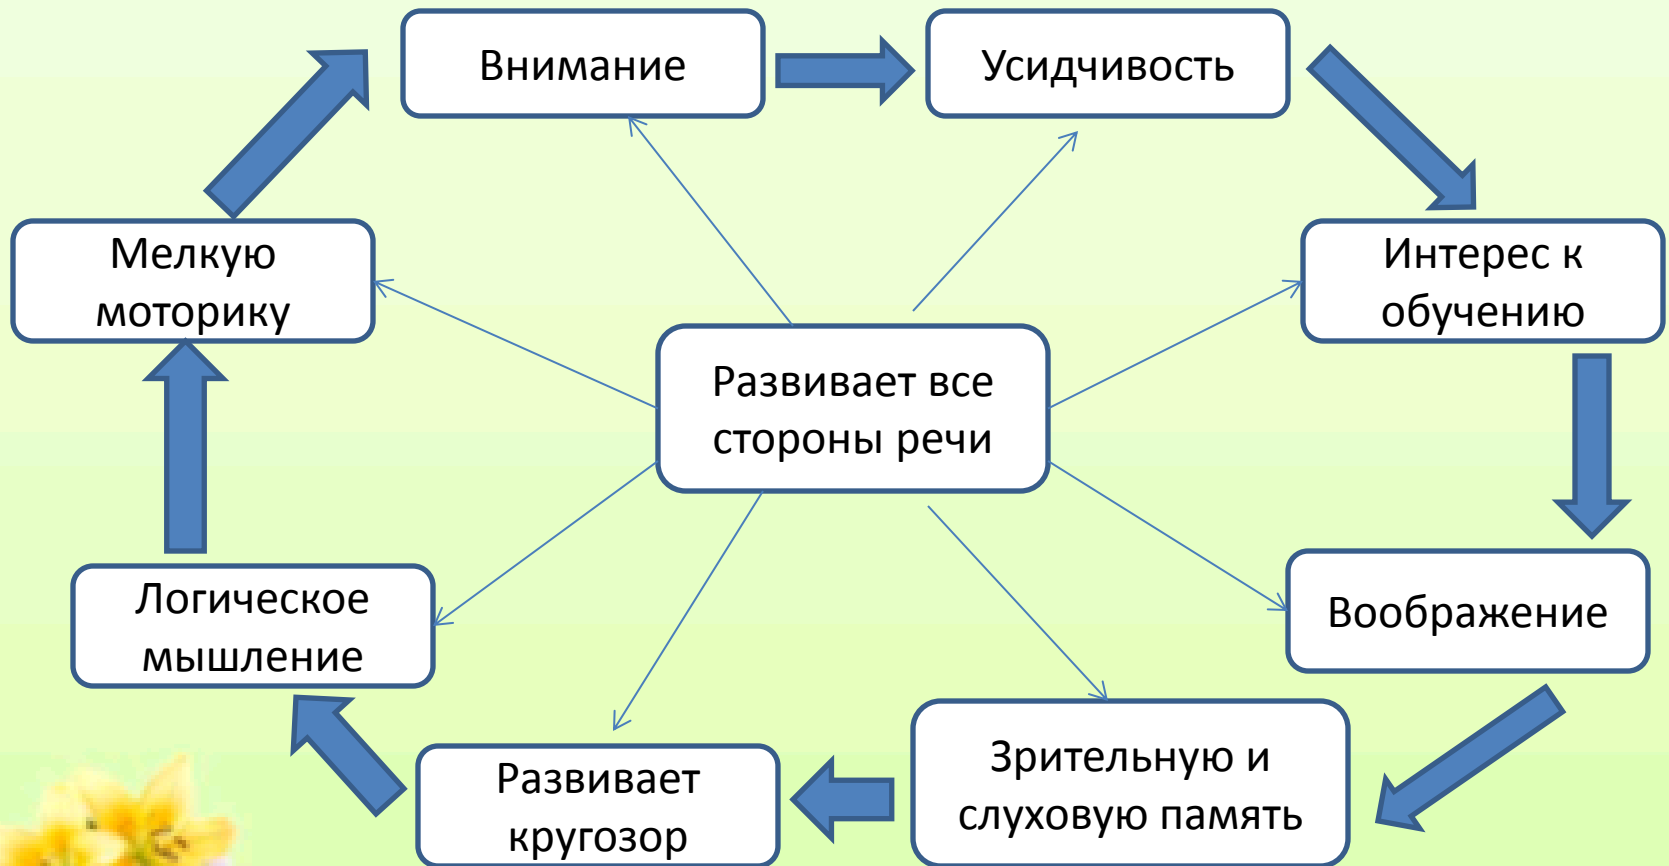 Внимание
Усидчивость
Мелкую
моторику
Интерес к
обучению
Развивает все
стороны речи
Логическое
мышление
Воображение
Развивает
кругозор
Зрительную и
слуховую память